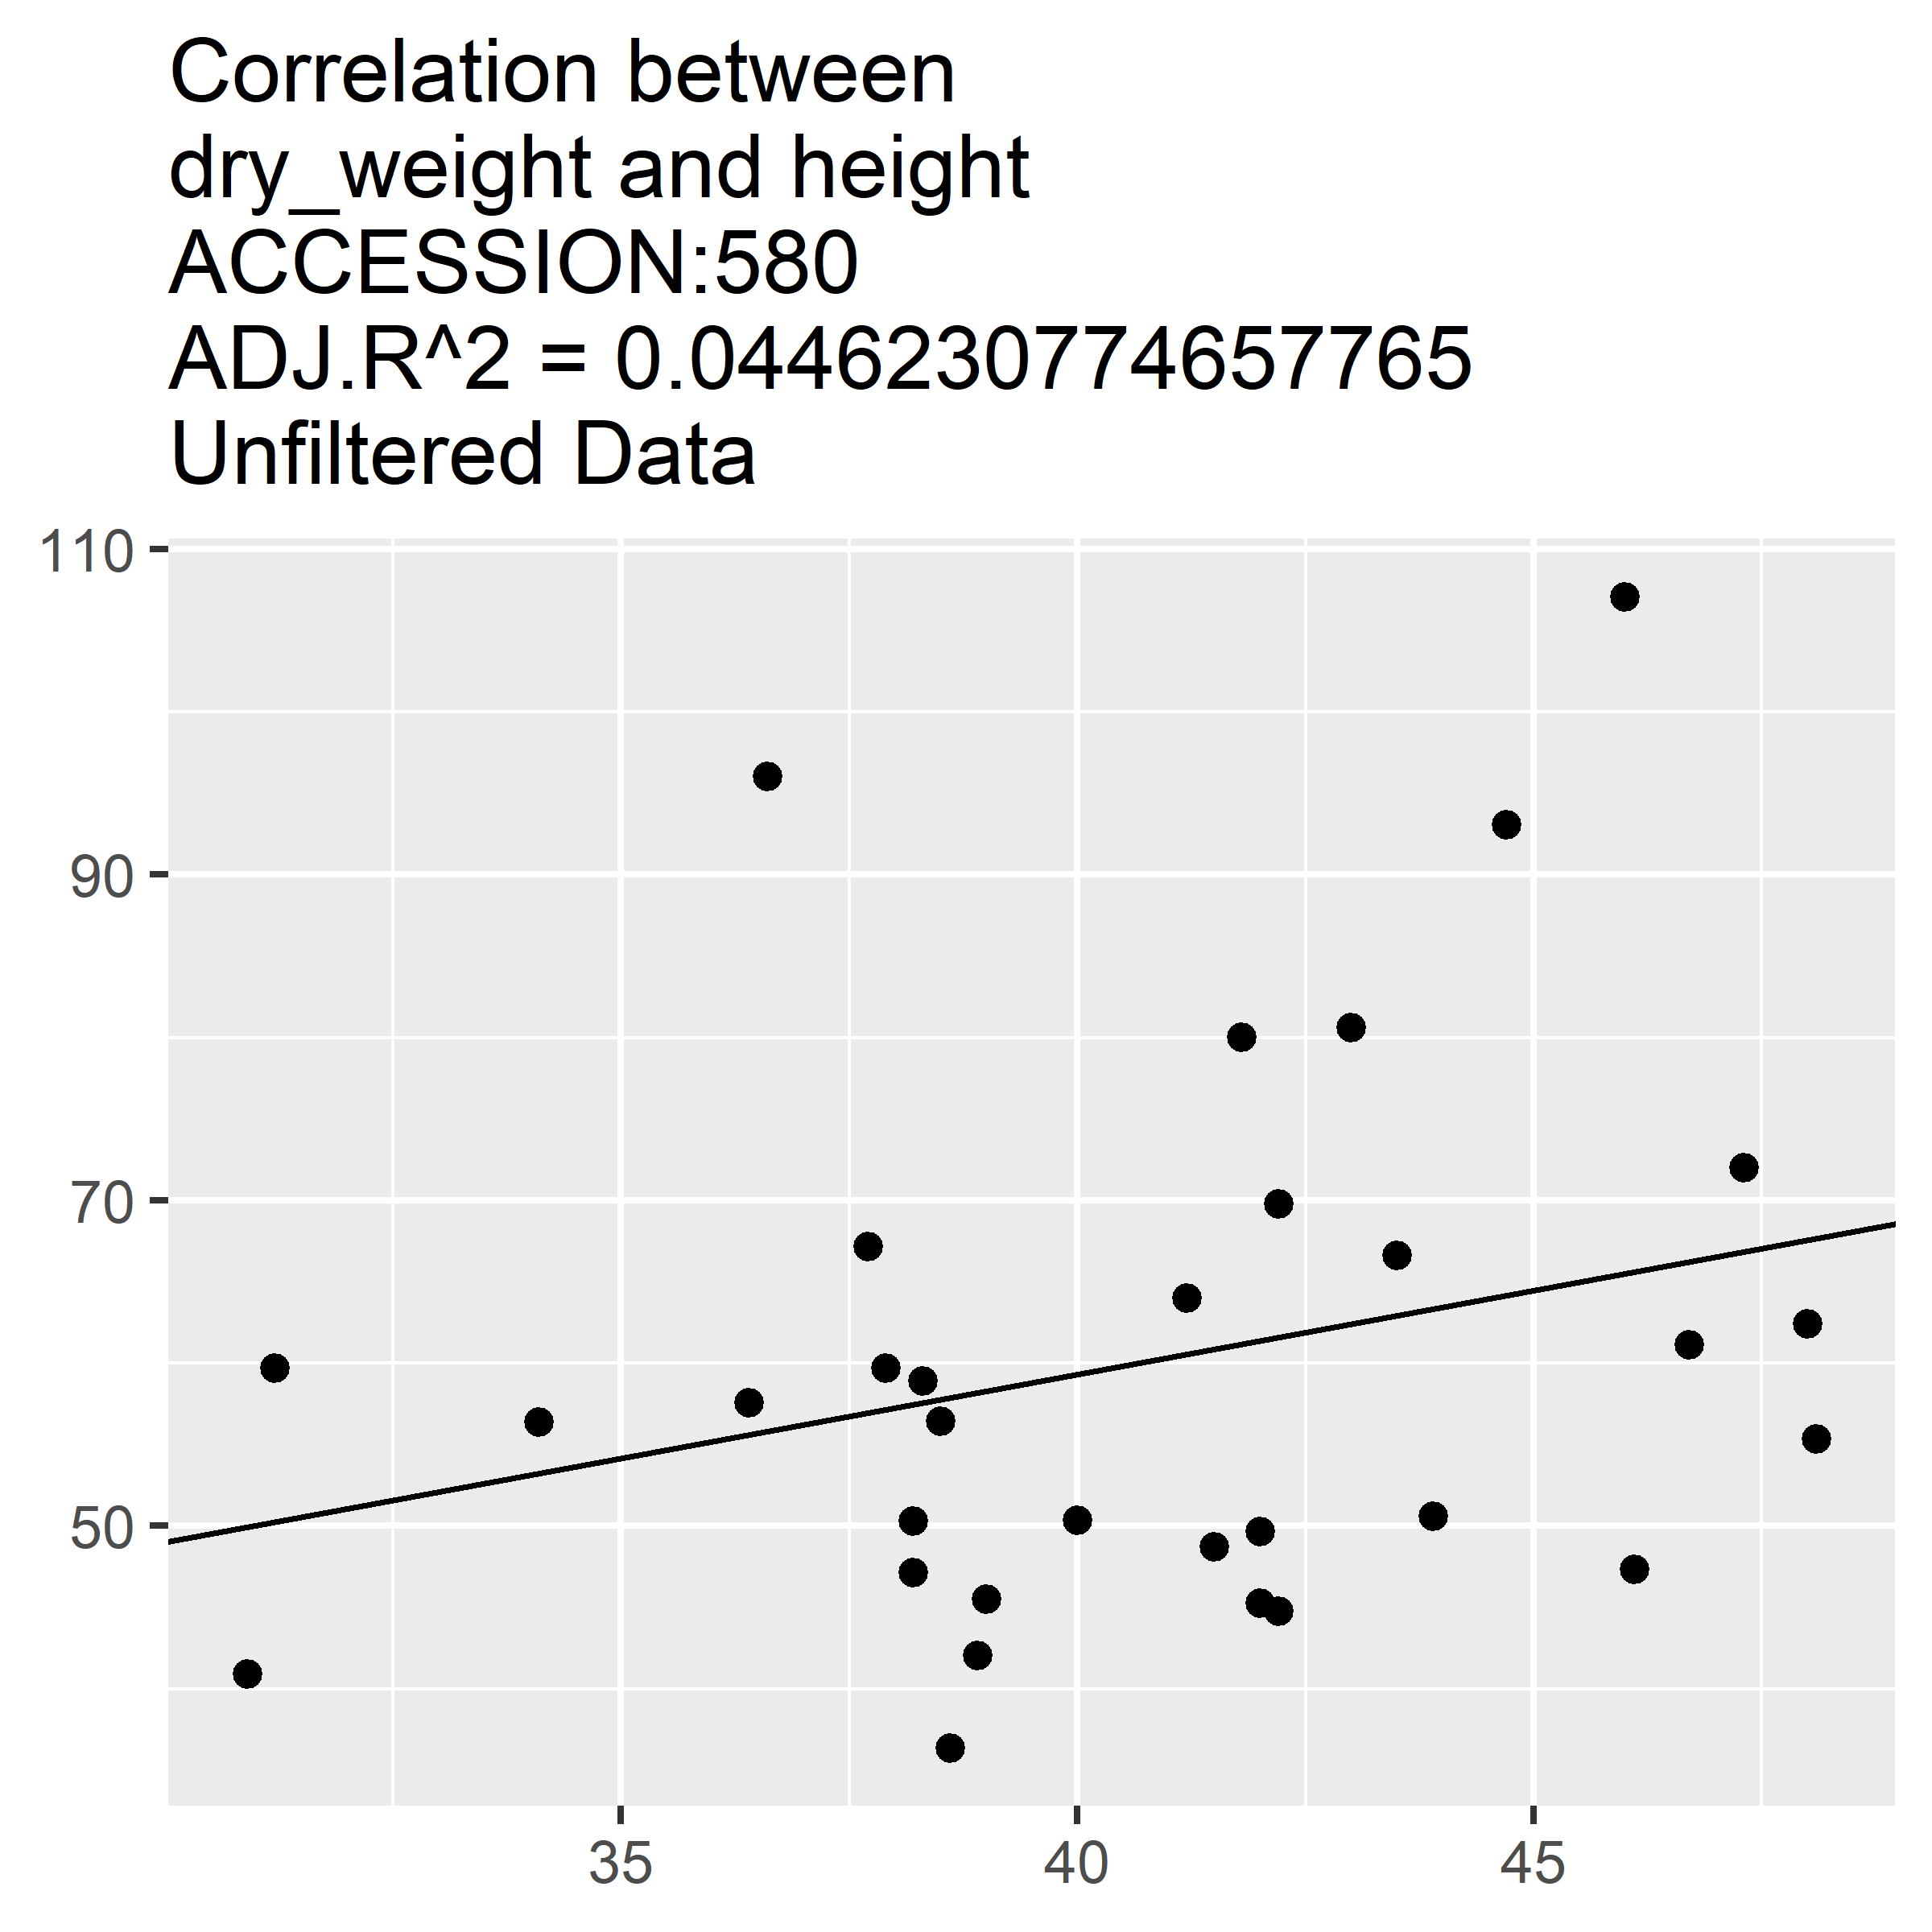 Correlation between
dry_weight and height
ACCESSION:580
ADJ.R^2 = 0.0446230774657765
Unfiltered Data
110
90
70
50
35
40
45